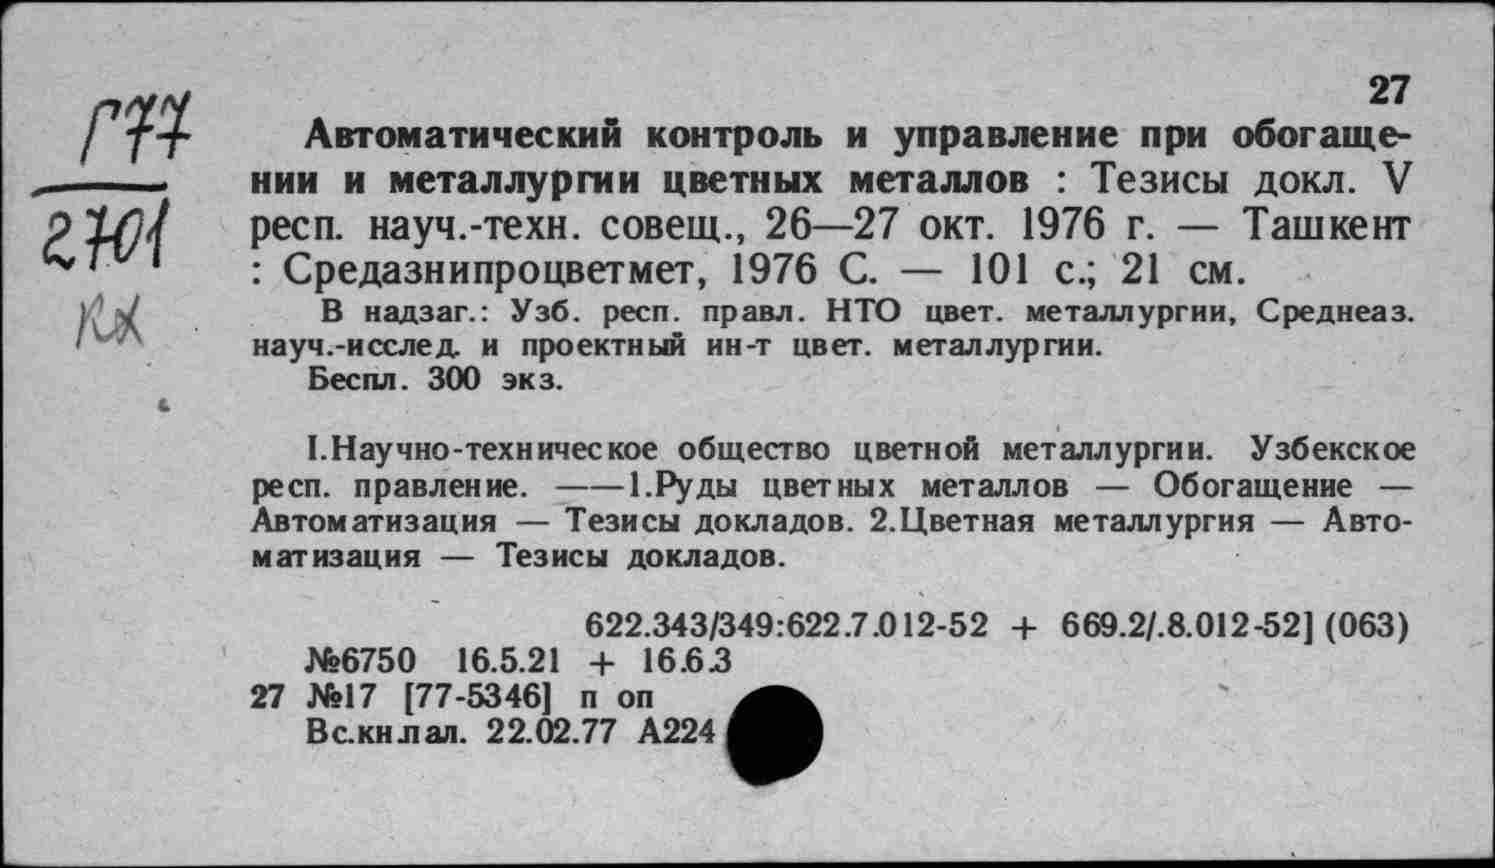 27
Г77
2701
Автоматический контроль и управление при обогаще-
нии и металлургии цветных металлов : Тезисы докл. V
респ. науч.-техн. совещ., 26—27 окт. 1976 г. — Ташкент
: Средазнипроцветмет, 1976 С. — 101 с.; 21 см.
В надзаг.: Узб. респ. правл. НТО цвет. металлургии, Среднеаз.
науч.-исслед. и проектный ин-т цвет. металлургии.
Беспл. 300 экз.
I.Научно-техническое общество цветной металлургии. Узбекское
респ. правление. ——1.Руды цветных металлов — Обогащение —
Автоматизация — Тезисы докладов. 2.Цветная металлургия — Авто-
матизация — Тезисы докладов.
622.343/349:622.7.012-52 + 669.2/.8.012-52] (063)
№6750 16.5.21 + 16.6.3
27 №17 [77-5346] п оп
Вс.кн.пал. 22.02.77 А224